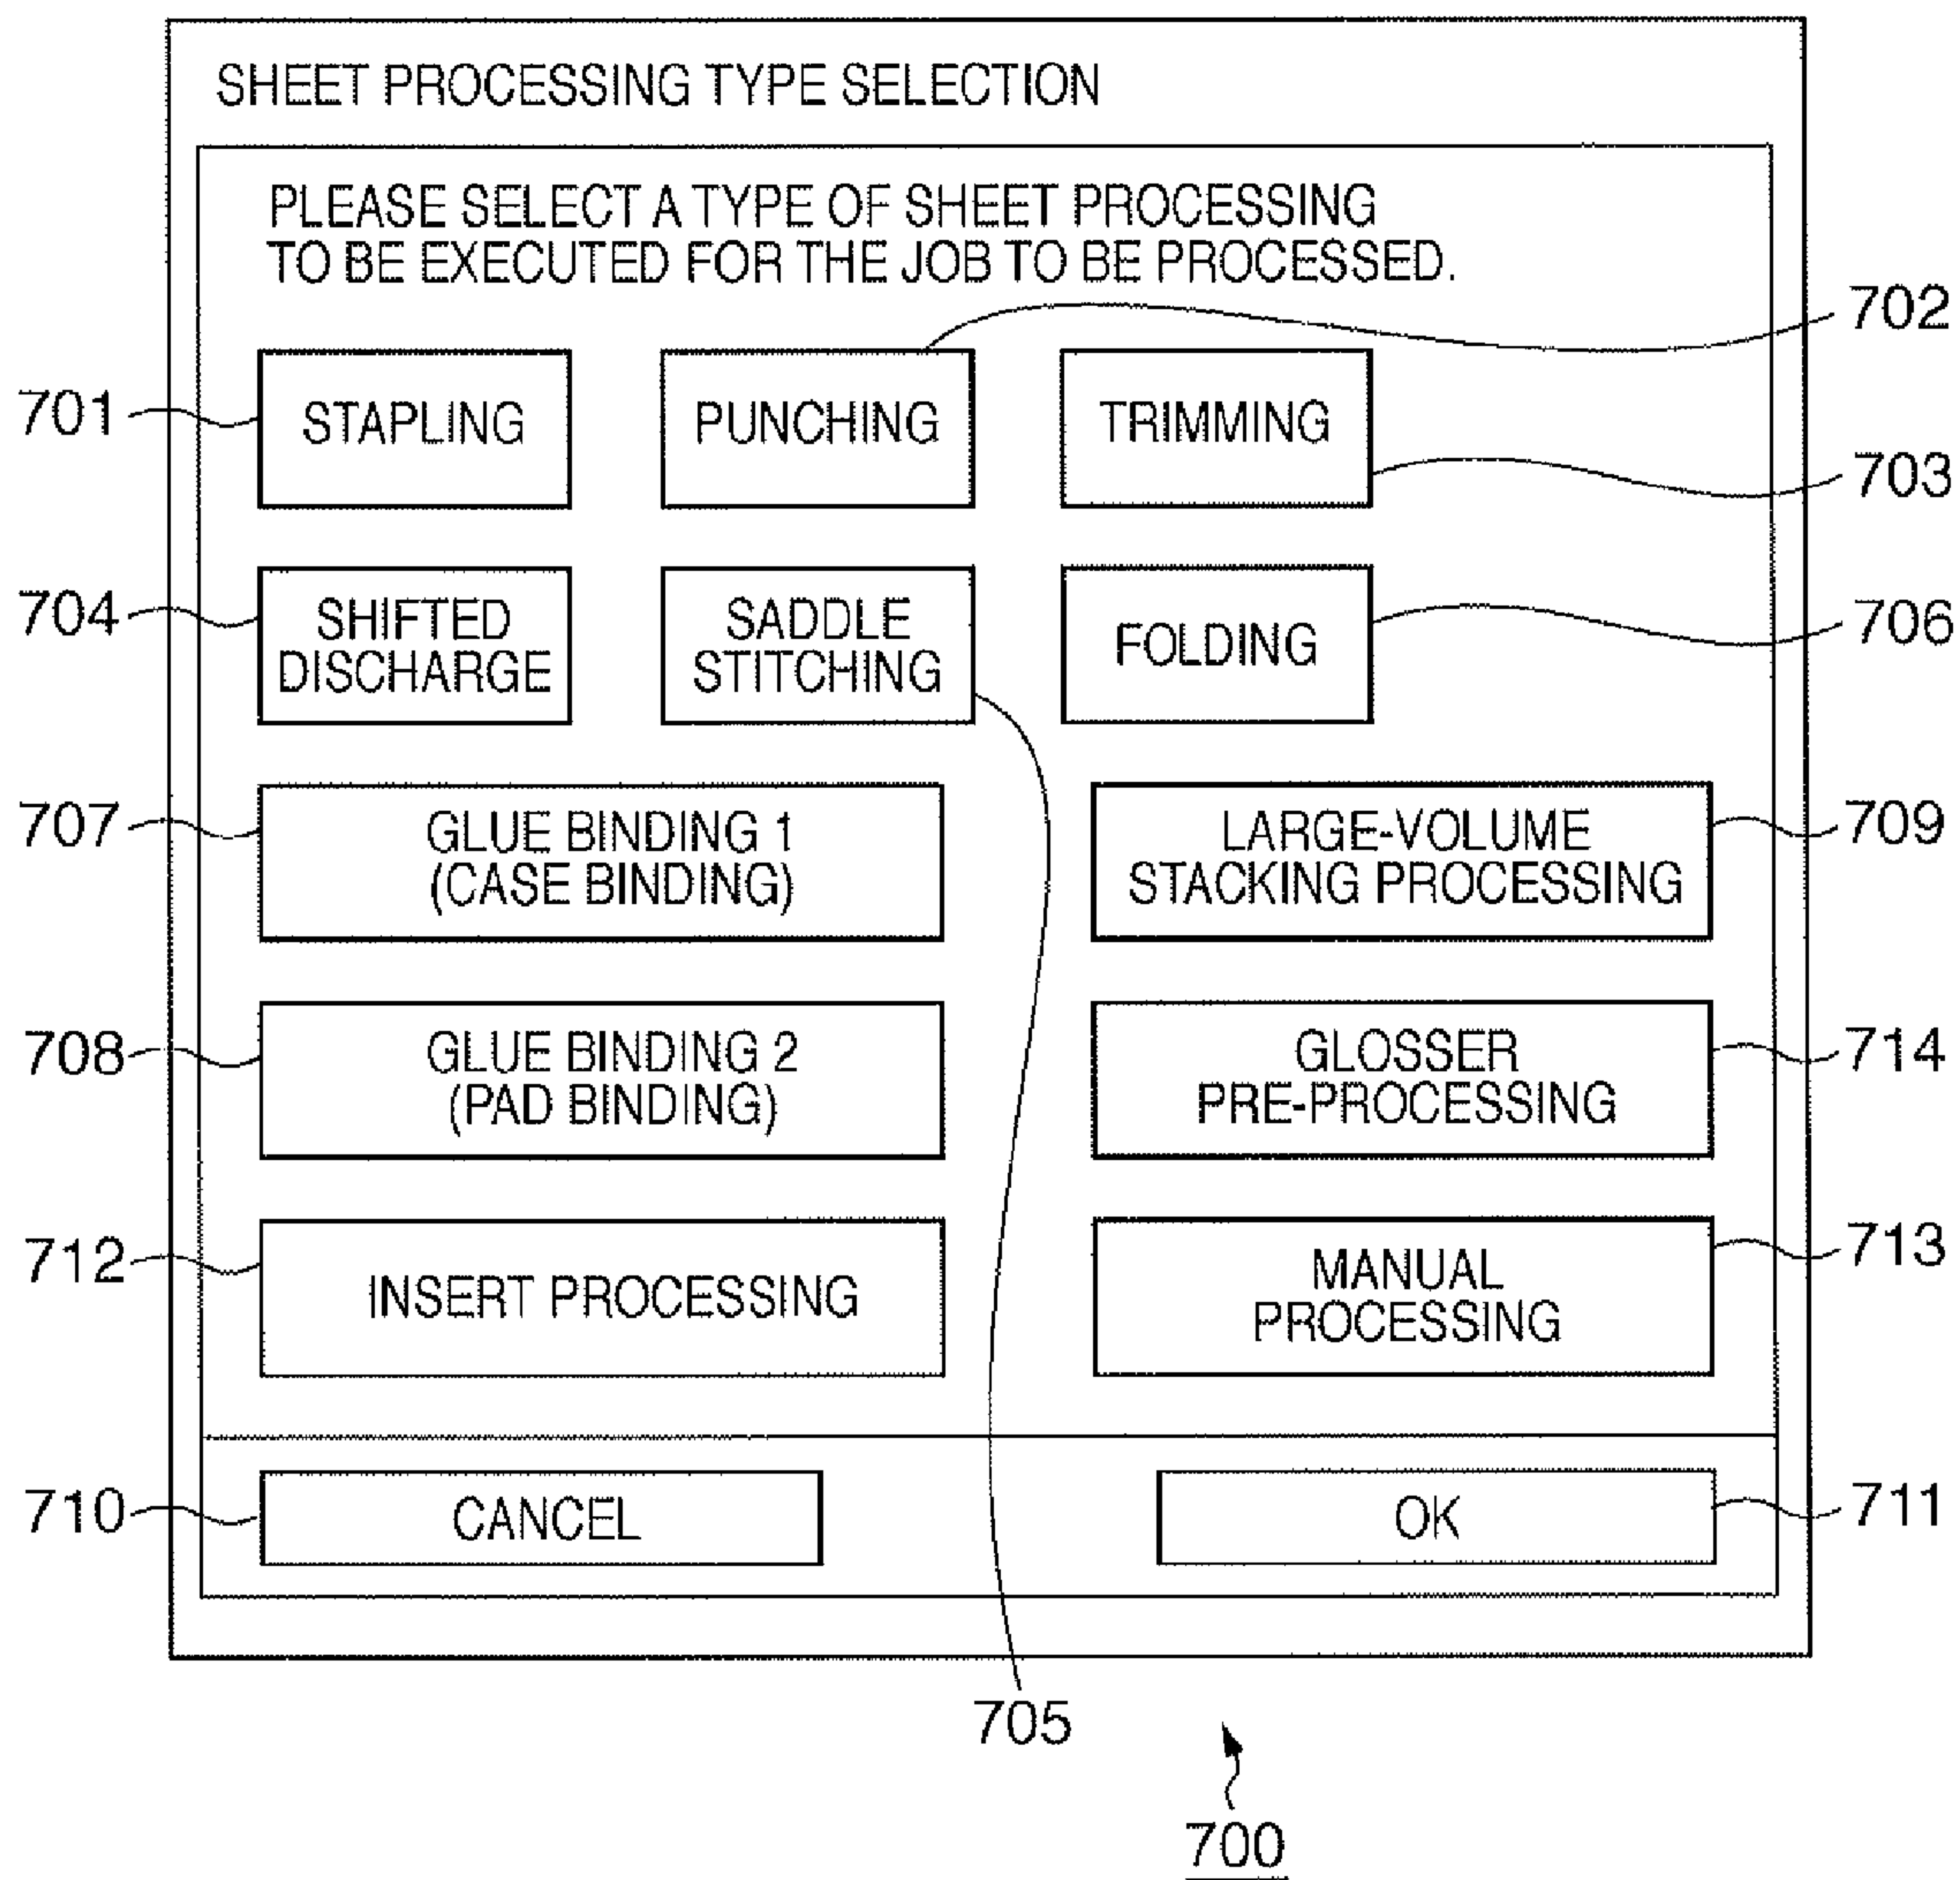 SHEET PROCESSING TYPE SELECTION
PLEASE SELECT A TYPE OF SHEET PROCESSING
TO BE EXECUTED FOR THE JOB TO BE PROCESSED.
702
701
STAPLING
PUNCHING
TRIMMING
703
704
SHIFTED
DISCHARGE
SADDLE
STITCHING
FOLDING
706
707
GLUE BINDING 1
(CASE BINDING)
LARGE-VOLUME
STACKING PROCESSING
709
708
GLUE BINDING 2
(PAD BINDING)
GLOSSER
PRE-PROCESSING
714
712
INSERT PROCESSING
MANUAL
PROCESSING
713
710
CANCEL
OK
711
705
700